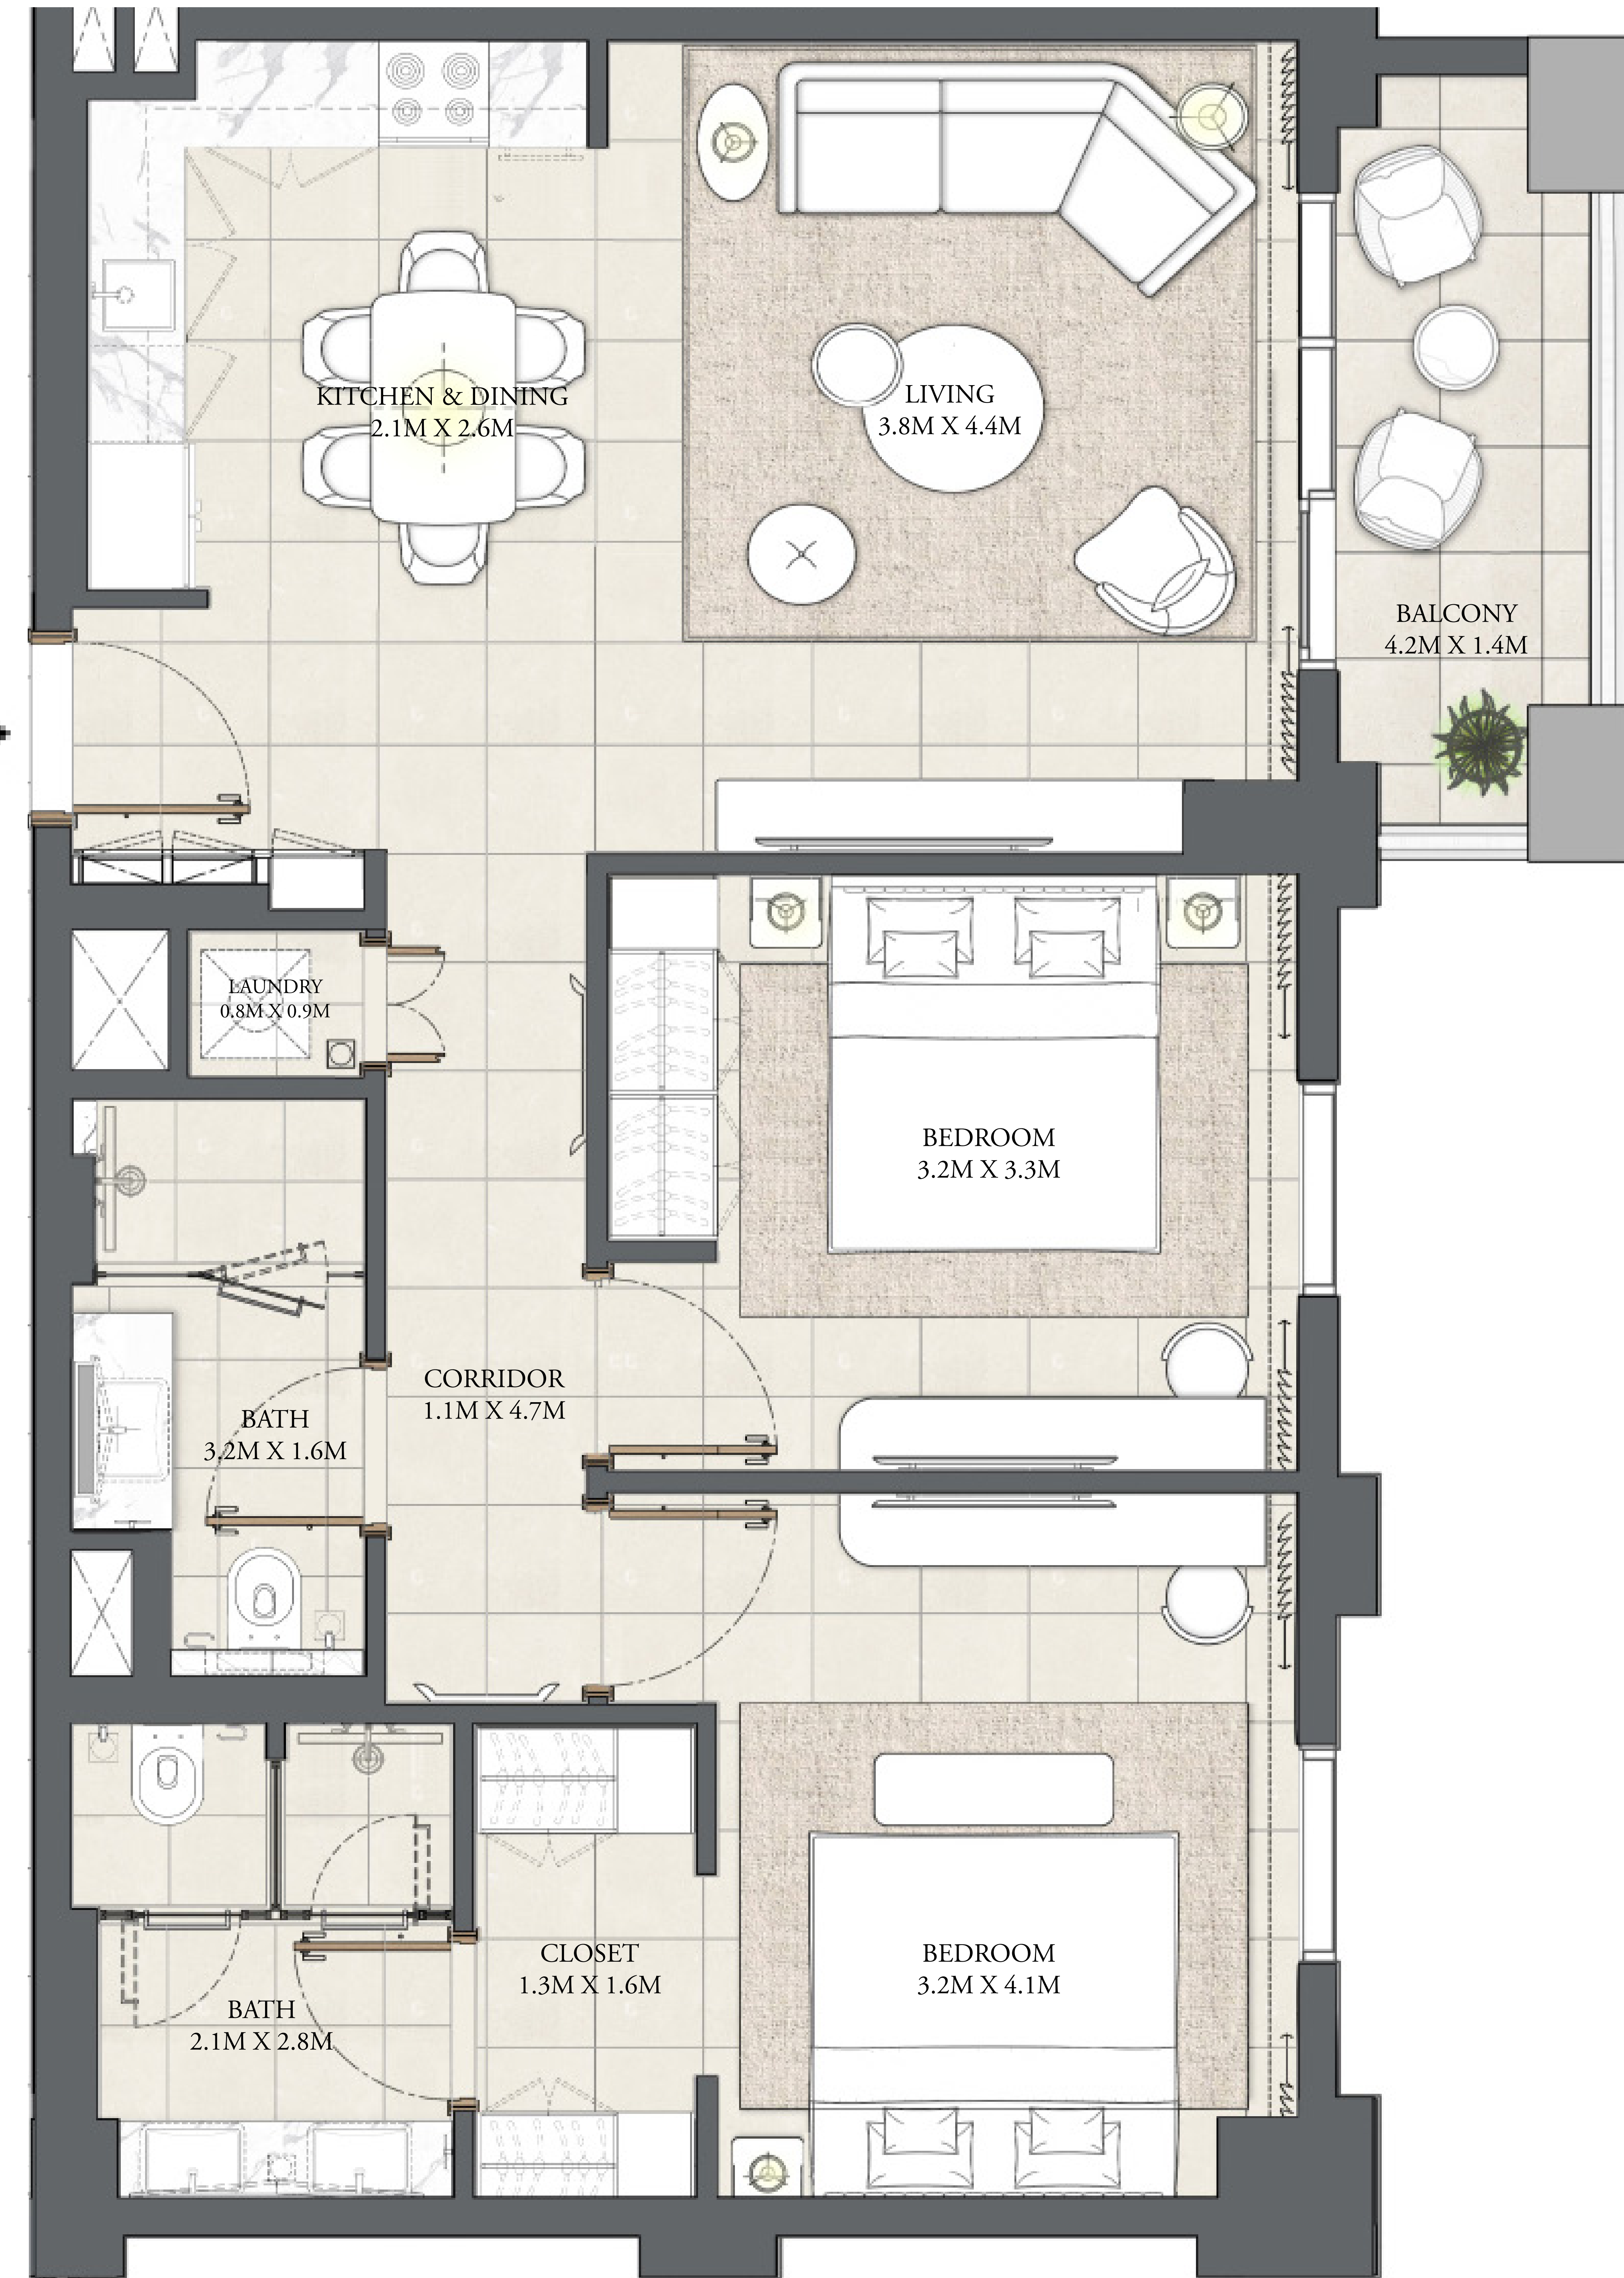 KITCHEN & DINING
2.1M X 2.6M
LIVING
3.8M X 4.4M
BALCONY
4.2M X 1.4M
LAUNDRY
0.8M X 0.9M
BEDROOM
3.2M X 3.3M
CORRIDOR
1.1M X 4.7M
BATH
3.2M X 1.6M
CLOSET
1.3M X 1.6M
BEDROOM
3.2M X 4.1M
BATH
2.1M X 2.8M